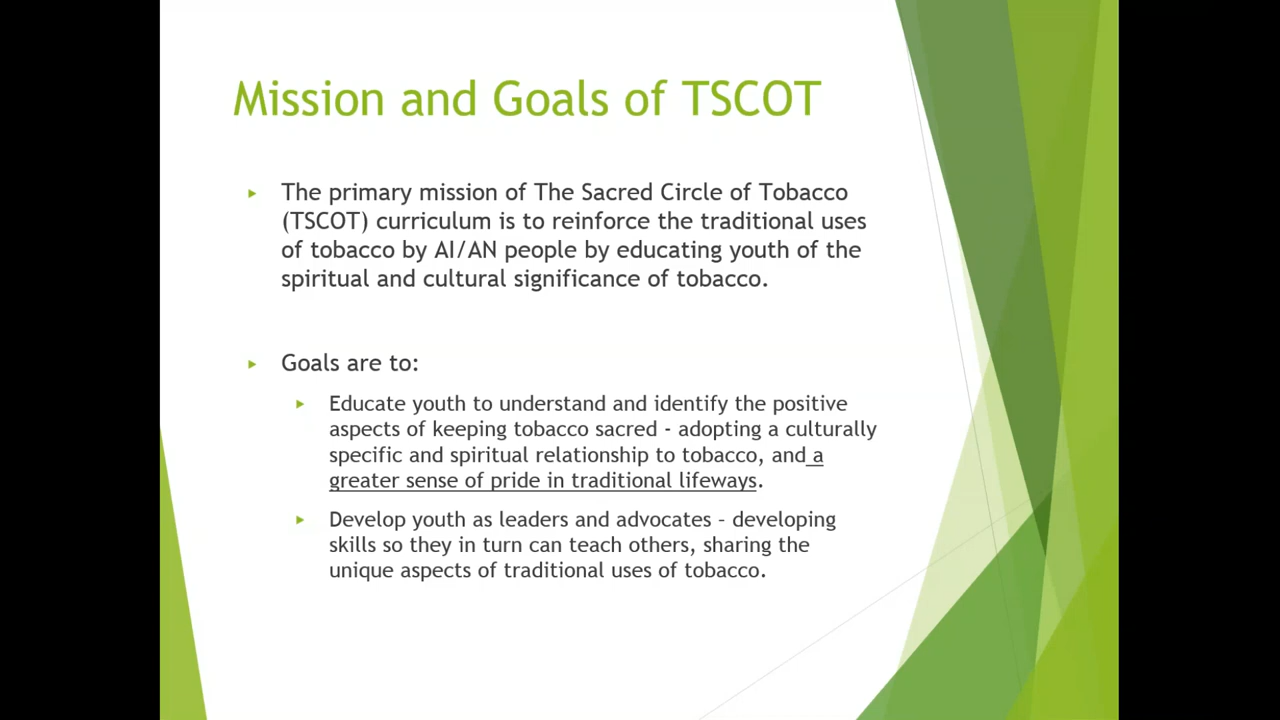 Mission and Goals of TSCOT
The primary mission of The Sacred Circle of Tobacco
(TSCOT) curriculum is to reinforce the traditional uses
of tobacco by AI/AN people by educating youth of the
spiritual and cultural significance of tobacco.
Goals are to:
Educate youth to understand and identify the positive
aspects of keeping tobacco sacred - adopting a culturally
specific and spiritual relationship to tobacco, and a
greater sense of pride in traditional lifeways.
Develop youth as leaders and advocates – developing
skills so they in turn can teach others, sharing the
unique aspects of traditional uses of tobacco.